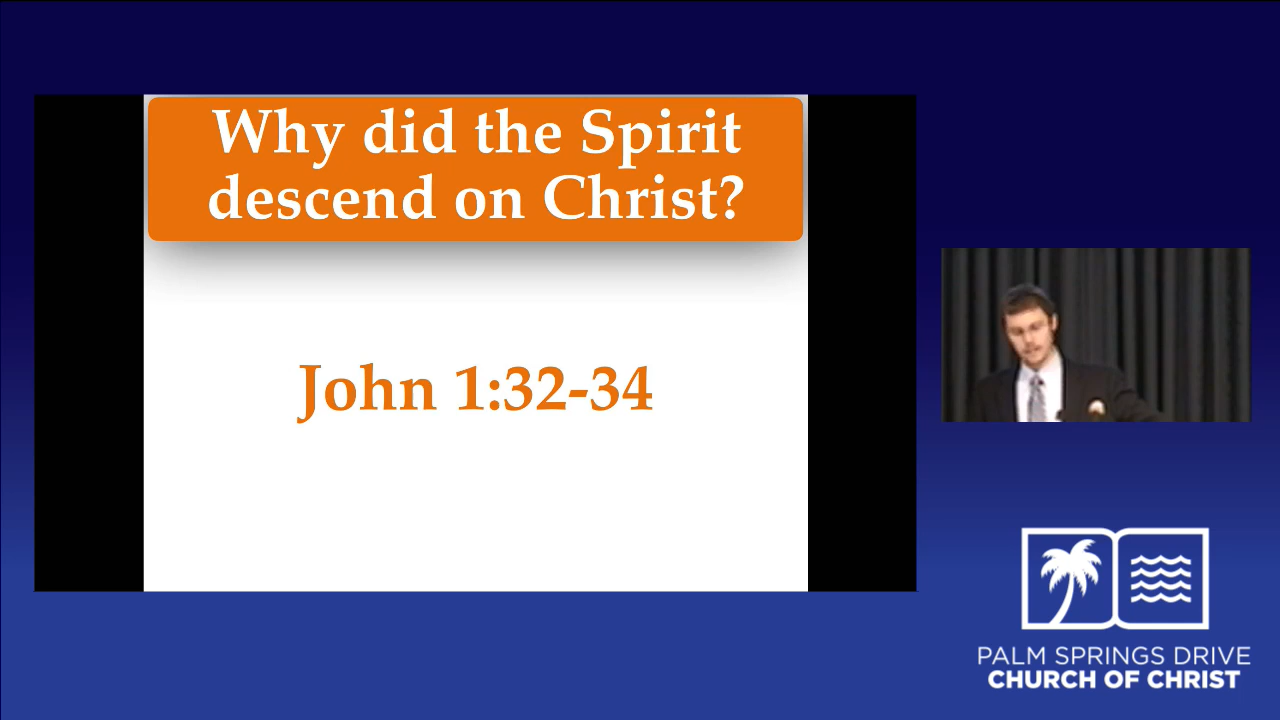 Why did the Spirit
descend on Christ?
John 1:32-34
PALM SPRINGS DRIVE
CHURCH OF CHRIST